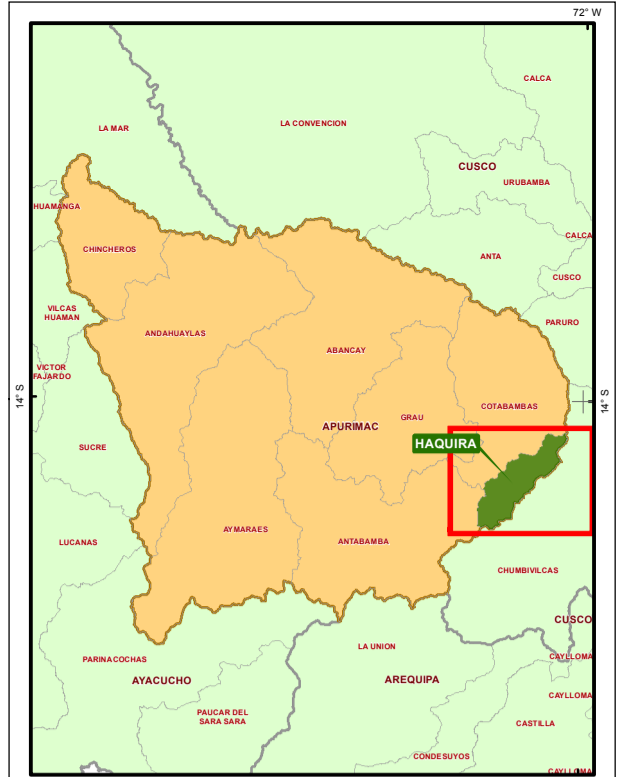 72° W
CALCA
LA CONVENCION
LA MAR
CUSCO
URUBAMBA
HUAMANGA
CALCA
CHINCHEROS
ANTA
CUSCO
VILCAS
HUAMAN
PARURO
ANDAHUAYLAS
ABANCAY
VICTOR
FAJARDO
14° S
14° S
COTABAMBAS
GRAU
APURIMAC
HAQUIRA
SUCRE
AYMARAES
LUCANAS
ANTABAMBA
CHUMBIVILCAS
CUSCO
LA UNION
CAYLLOMA
PARINACOCHAS
AYACUCHO
AREQUIPA
CAYLLOMA
PAUCAR DEL
SARA SARA
CASTILLA
CONDESUYOS
CAYLLOMA